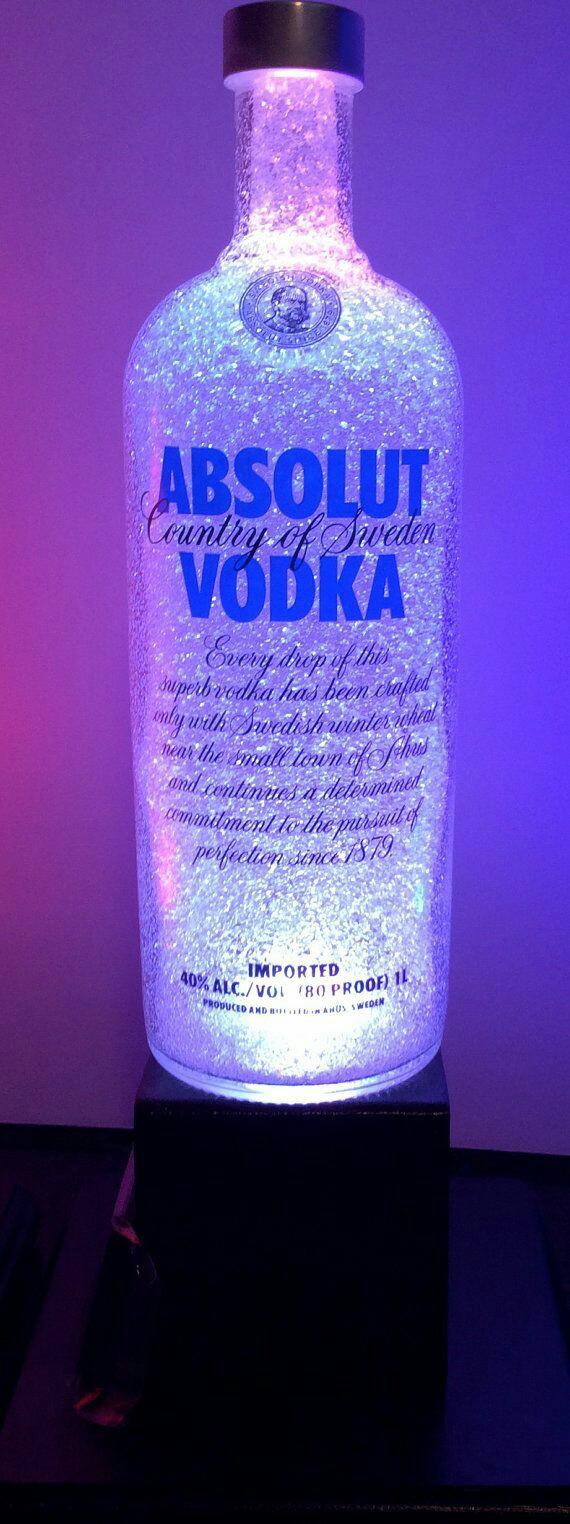 ABSOLUT
Country of Sweden
VODKA
Every drop of this
superb vodka has been crafted
only with Swedish winter wheat
near the small town of Åhus
and continues a determined
commitment to the pursuit of
perfection since 1879.
IMPORTED
40% ALC./VOL (80 PROOF) 1L
PRODUCED AND BOTTLED IN AHUS, SWEDEN